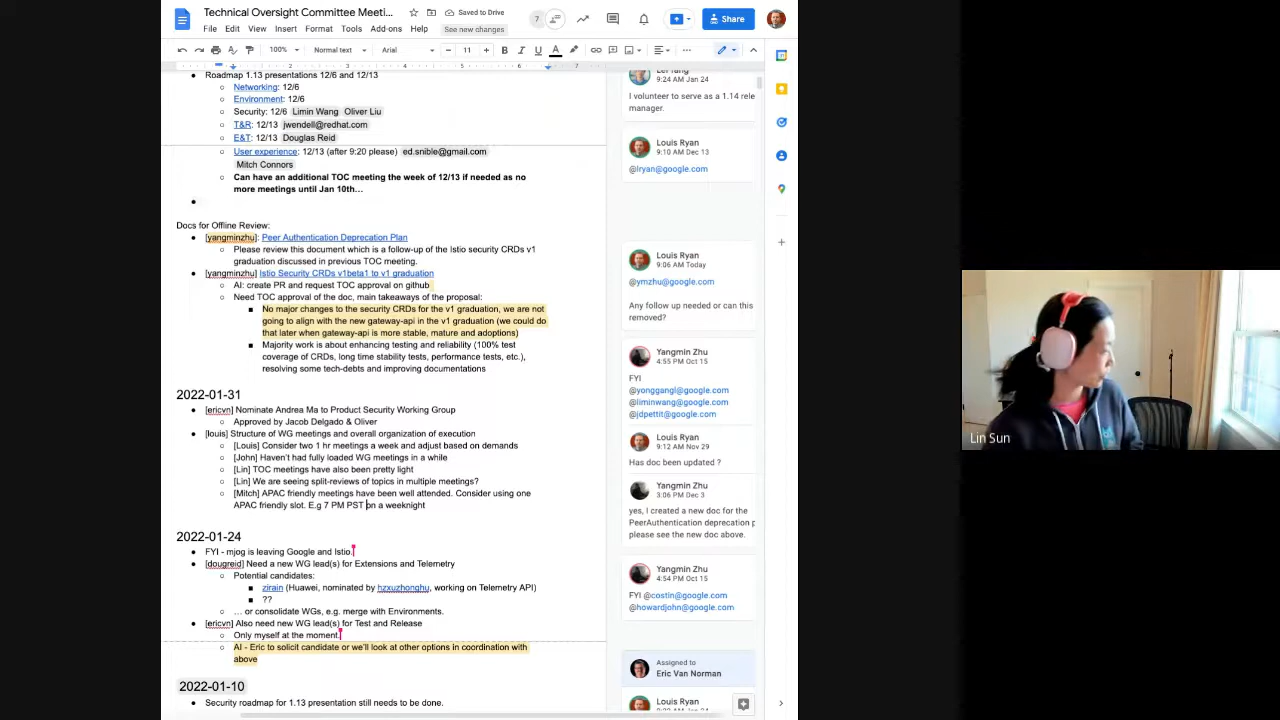 Technical Oversight Committee Meeti...
Saved to Drive
7
Share
File Edit View Insert Format Tools Add-ons Help
See new changes
100%
Normal text
Arial
11
B I U A
1 2 3 4 5 6 7
Roadmap 1.13 presentations 12/6 and 12/13
Networking: 12/6
Environment: 12/6
Security: 12/6 Limin Wang Oliver Liu
T&R: 12/13 jwendell@redhat.com
E&T: 12/13 Douglas Reid
User experience: 12/13 (after 9:20 please) ed.snible@gmail.com
Mitch Connors
Can have an additional TOC meeting the week of 12/13 if needed as no
more meetings until Jan 10th…
Docs for Offline Review:
[yangminzhu]: Peer Authentication Deprecation Plan
Please review this document which is a follow-up of the Istio security CRDs v1
graduation discussed in previous TOC meeting.
[yangminzhu] Istio Security CRDs v1beta1 to v1 graduation
AI: create PR and request TOC approval on github
Need TOC approval of the doc, main takeaways of the proposal:
No major changes to the security CRDs for the v1 graduation, we are not
going to align with the new gateway-api in the v1 graduation (we could do
that later when gateway-api is more stable, mature and adoptions)
Majority work is about enhancing testing and reliability (100% test
coverage of CRDs, long time stability tests, performance tests, etc.),
resolving some tech-debts and improving documentations
2022-01-31
[ericvn] Nominate Andrea Ma to Product Security Working Group
Approved by Jacob Delgado & Oliver
[louis] Structure of WG meetings and overall organization of execution
[Louis] Consider two 1 hr meetings a week and adjust based on demands
[John] Haven't had fully loaded WG meetings in a while
[Lin] TOC meetings have also been pretty light
[Lin] We are seeing split-reviews of topics in multiple meetings?
[Mitch] APAC friendly meetings have been well attended. Consider using one
APAC friendly slot. E.g 7 PM PST on a weeknight
2022-01-24
FYI - mjog is leaving Google and Istio.
[dougreid] Need a new WG lead(s) for Extensions and Telemetry
Potential candidates:
zirain (Huawei, nominated by hzxuzhonghu, working on Telemetry API)
??
… or consolidate WGs, e.g. merge with Environments.
[ericvn] Also need new WG lead(s) for Test and Release
Only myself at the moment.
AI - Eric to solicit candidate or we'll look at other options in coordination with
above
2022-01-10
Security roadmap for 1.13 presentation still needs to be done.
9:24 AM Jan 24
I volunteer to serve as a 1.14 rele
manager.
Louis Ryan
9:10 AM Dec 13
@lryan@google.com
Louis Ryan
9:06 AM Today
@ymzhu@google.com
Any follow up needed or can this
removed?
Yangmin Zhu
4:55 PM Oct 15
FYI
@yonggangl@google.com
@liminwang@google.com
@jdpettit@google.com
Louis Ryan
9:12 AM Nov 29
Has doc been updated ?
Yangmin Zhu
3:06 PM Dec 3
yes, I created a new doc for the
PeerAuthentication deprecation p
please see the new doc above.
Yangmin Zhu
4:54 PM Oct 15
FYI @costin@google.com
@howardjohn@google.com
Assigned to
Eric Van Norman
Louis Ryan
Lin Sun